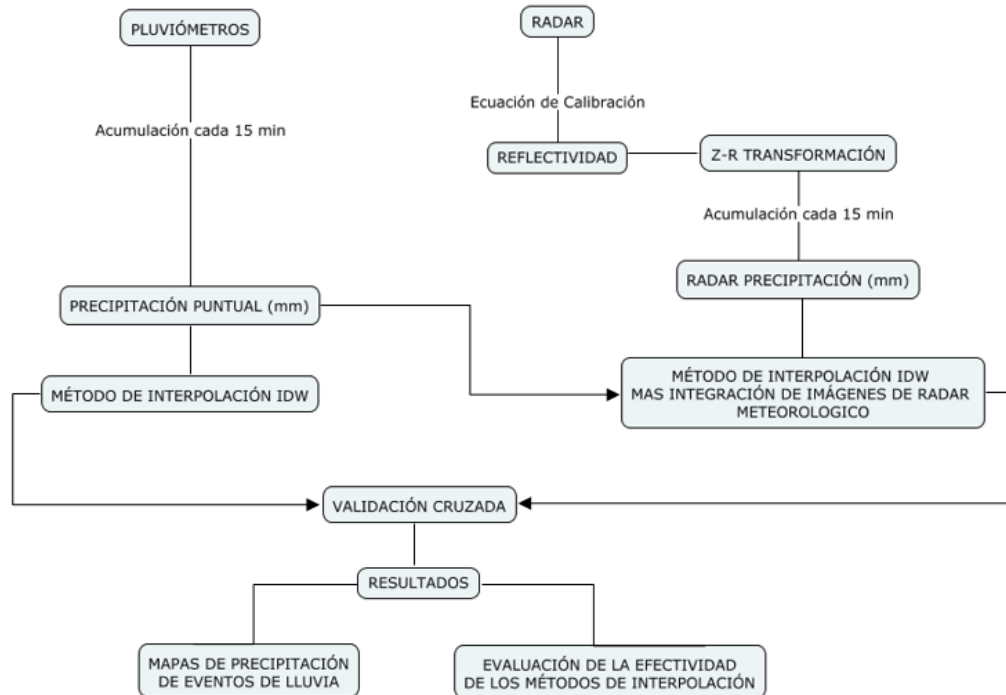 PLUVIÓMETROS
RADAR
Ecuación de Calibración
Acumulación cada 15 min
REFLECTIVIDAD
Z-R TRANSFORMACIÓN
Acumulación cada 15 min
RADAR PRECIPITACIÓN (mm)
PRECIPITACIÓN PUNTUAL (mm)
MÉTODO DE INTERPOLACIÓN IDW
MÉTODO DE INTERPOLACIÓN IDW
MAS INTEGRACIÓN DE IMÁGENES DE RADAR
METEOROLOGICO
VALIDACIÓN CRUZADA
RESULTADOS
MAPAS DE PRECIPITACIÓN
DE EVENTOS DE LLUVIA
EVALUACIÓN DE LA EFECTIVIDAD
DE LOS MÉTODOS DE INTERPOLACIÓN